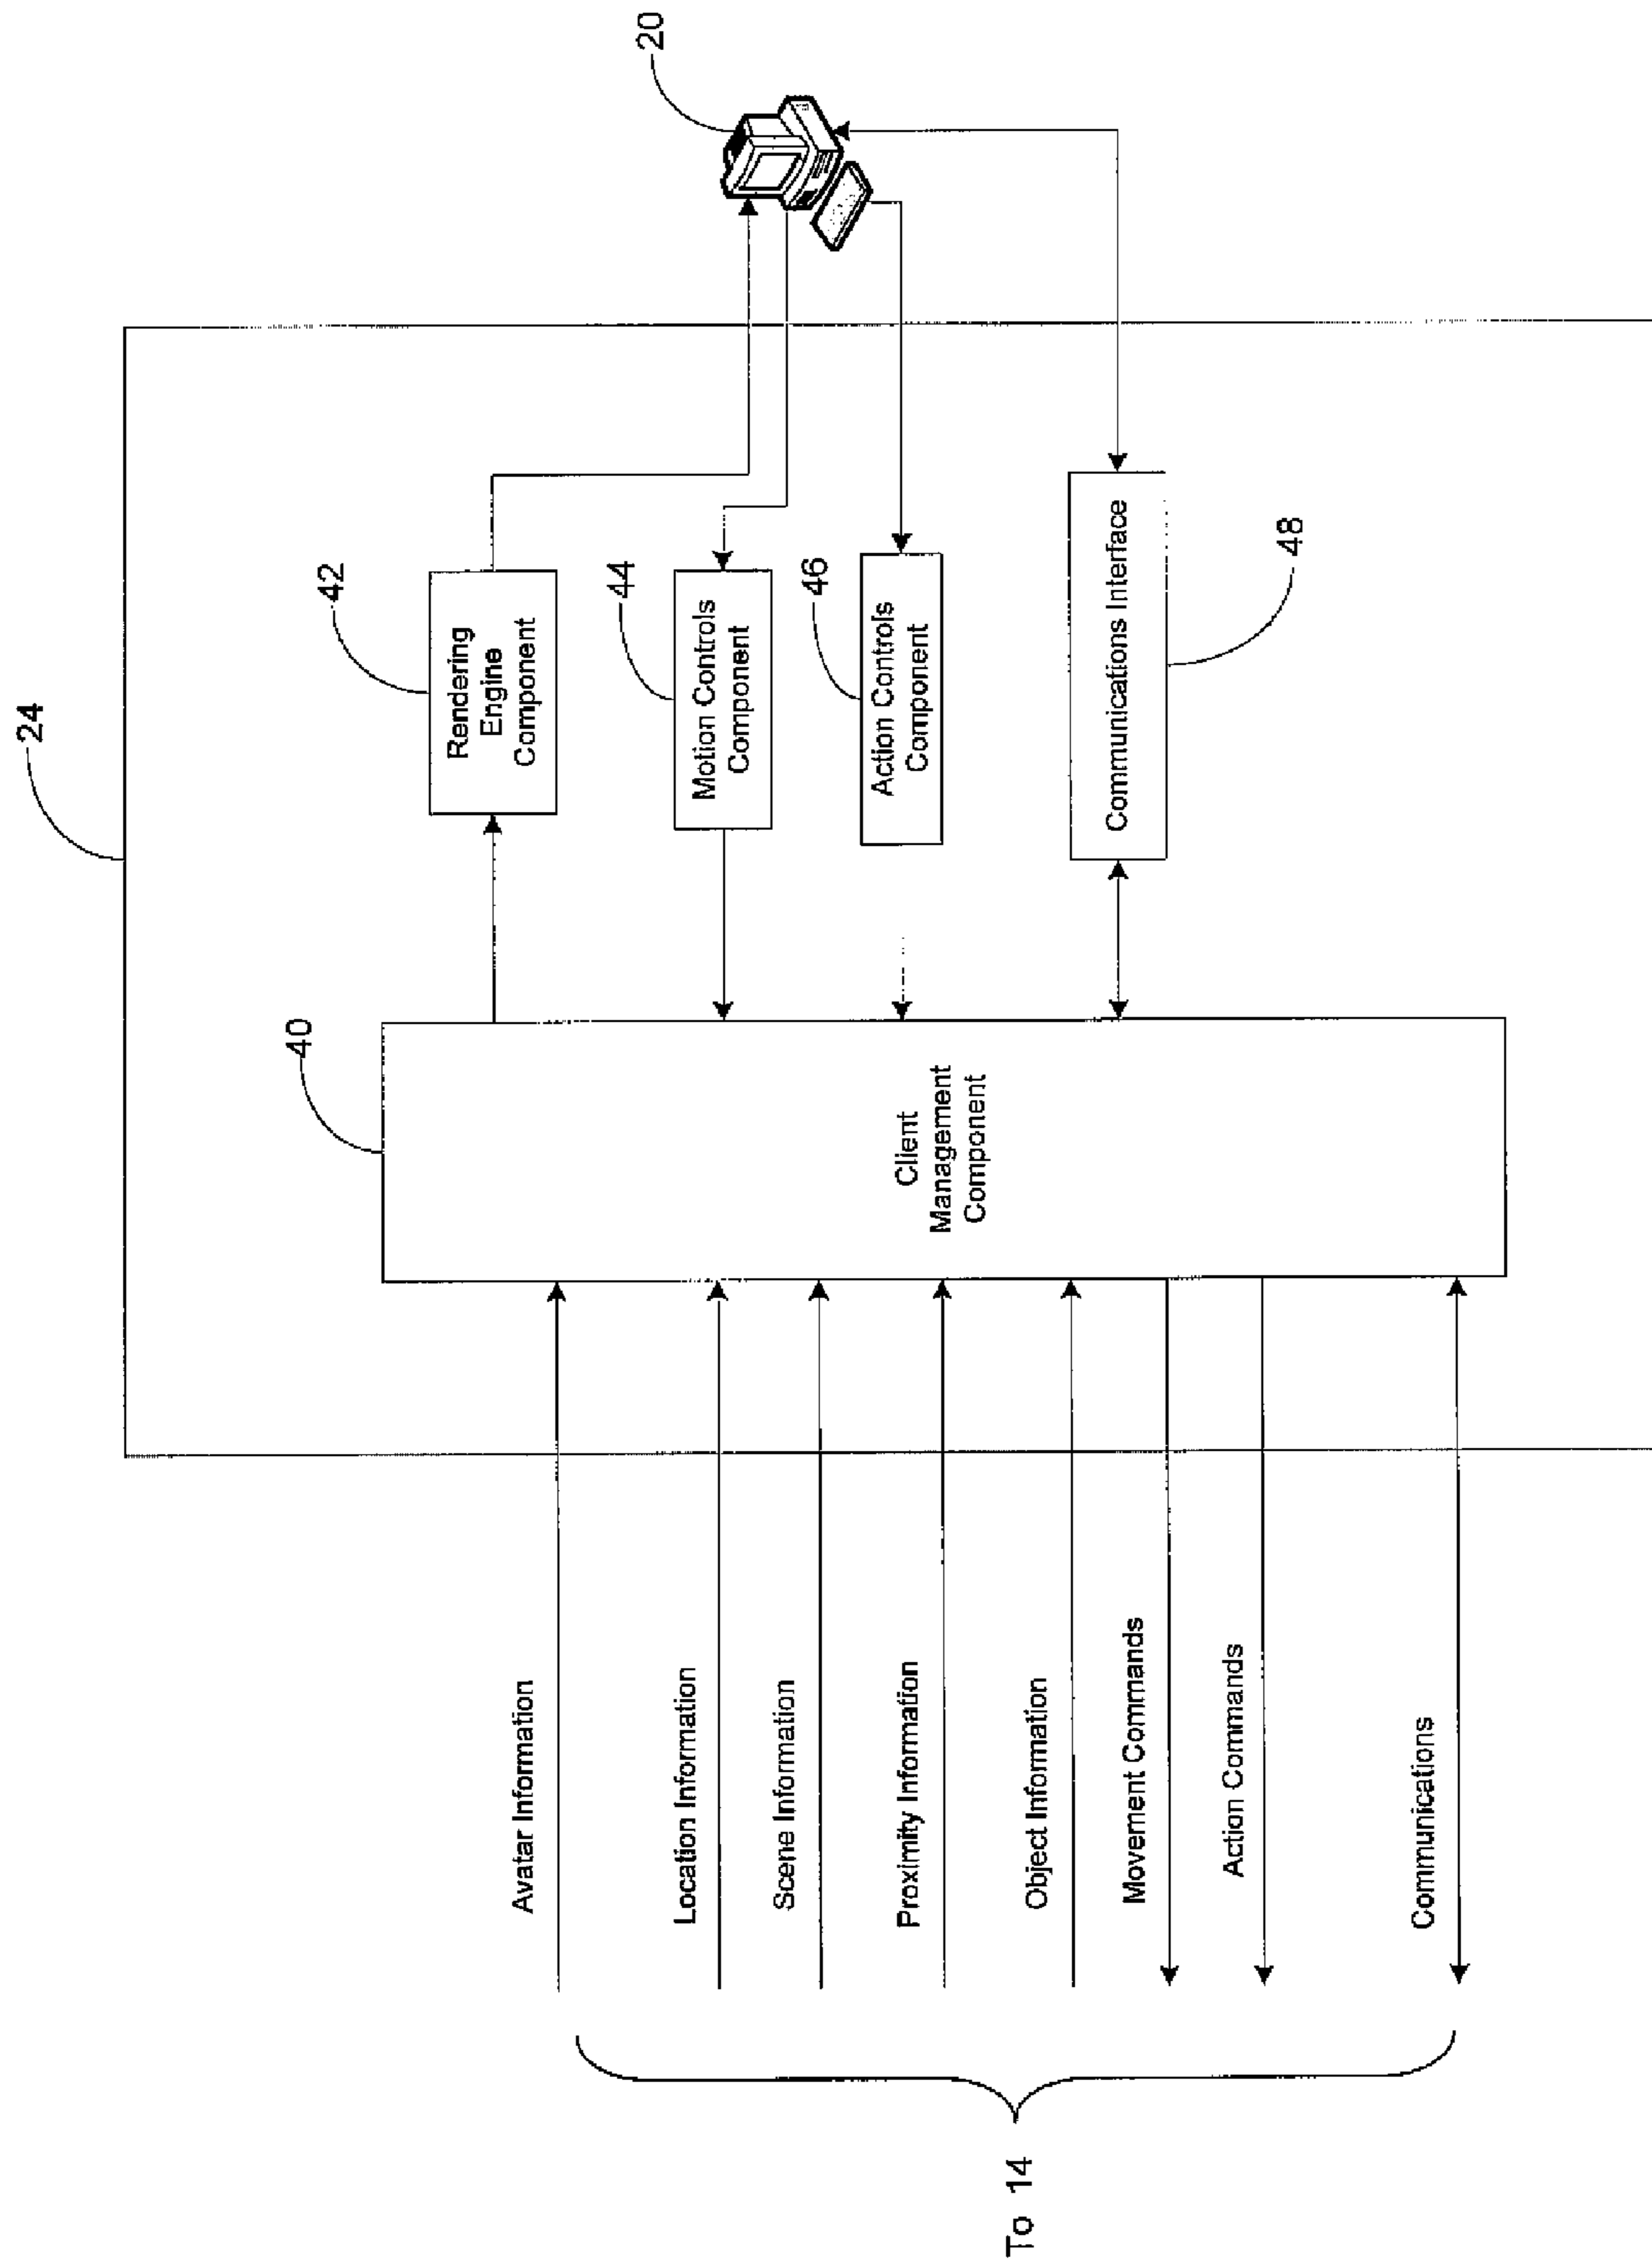 24
40
42
Rendering
Engine
Component
44
Motion Controls
Component
46
Action Controls
Component
Communications Interface
48
20
Client
Management
Component
Avatar Information
Location Information
Scene Information
Proximity Information
Object Information
Movement Commands
Action Commands
Communications
To 14